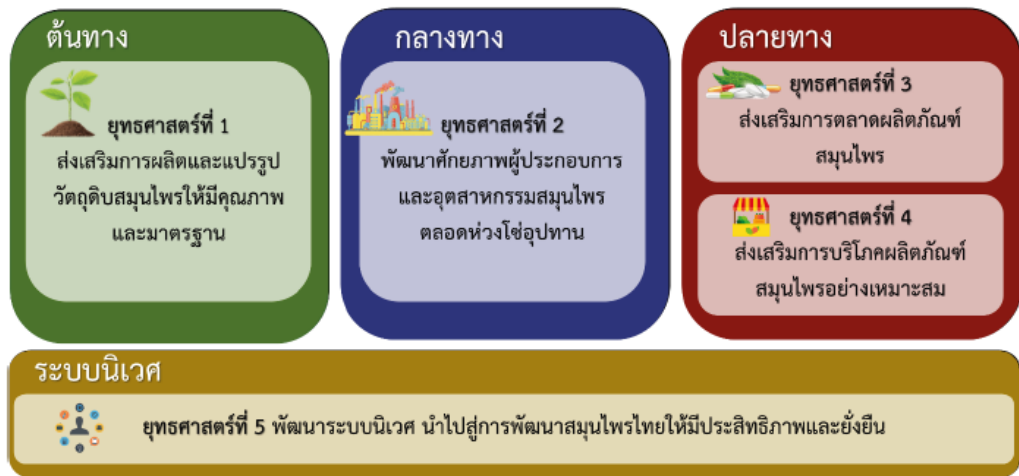 ต้นทาง
ยุทธศาสตร์ที่ 1
ส่งเสริมการผลิตและแปรรูป
วัตถุดิบสมุนไพรให้มีคุณภาพ
และมาตรฐาน
กลางทาง
ยุทธศาสตร์ที่ 2
พัฒนาศักยภาพผู้ประกอบการ
และอุตสาหกรรมสมุนไพร
ตลอดห่วงโซ่อุปทาน
ปลายทาง
ยุทธศาสตร์ที่ 3
ส่งเสริมการตลาดผลิตภัณฑ์
สมุนไพร
ยุทธศาสตร์ที่ 4
ส่งเสริมการบริโภคผลิตภัณฑ์
สมุนไพรอย่างเหมาะสม
ระบบนิเวศ
ยุทธศาสตร์ที่ 5 พัฒนาระบบนิเวศ นำไปสู่การพัฒนาสมุนไพรไทยให้มีประสิทธิภาพและยั่งยืน